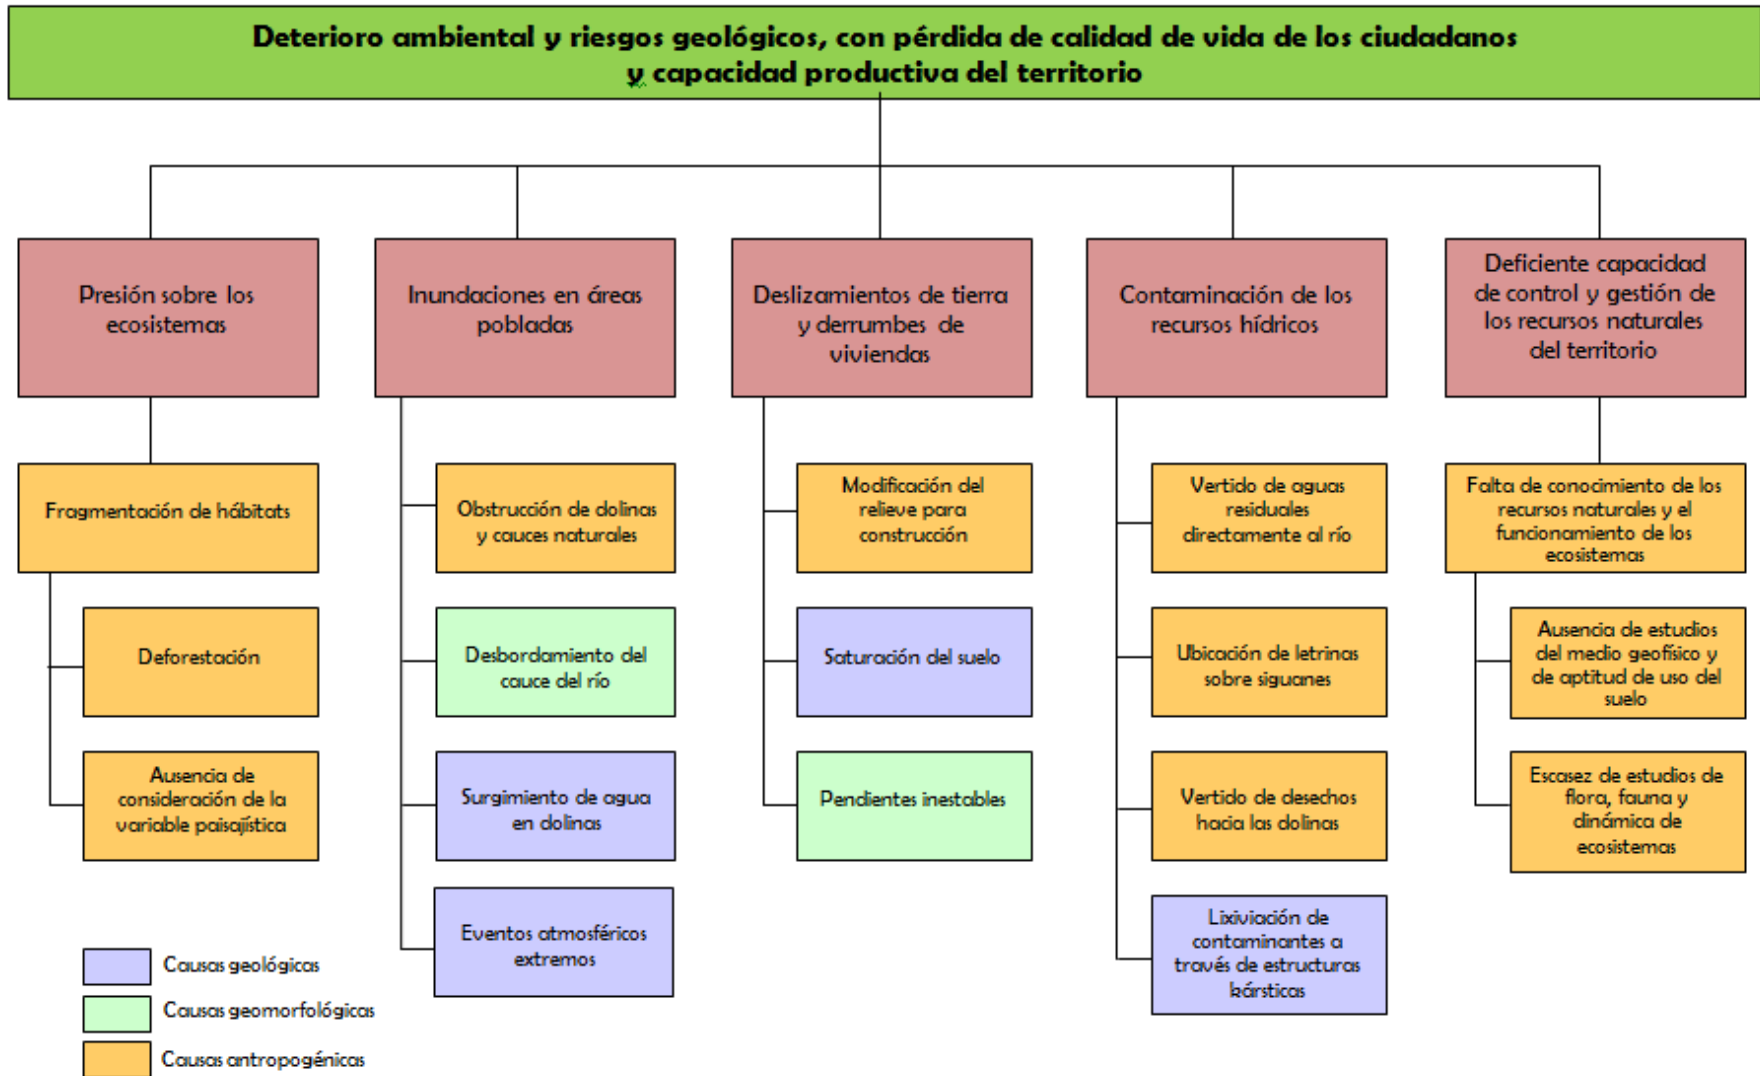 Deterioro ambiental y riesgos geológicos, con pérdida de calidad de vida de los ciudadanos
y capacidad productiva del territorio
Presión sobre los
ecosistemas
Inundaciones en áreas
pobladas
Deslizamientos de tierra
y derrumbes de
viviendas
Contaminación de los
recursos hídricos
Deficiente capacidad
de control y gestión de
los recursos naturales
del territorio
Fragmentación de hábitats
Deforestación
Ausencia de
consideración de la
variable paisajística
Obstrucción de dolinas
y cauces naturales
Desbordamiento del
cauce del río
Surgimiento de agua
en dolinas
Eventos atmosféricos
extremos
Modificación del
relieve para
construcción
Saturación del suelo
Pendientes inestables
Vertido de aguas
residuales
directamente al río
Ubicación de letrinas
sobre siguanes
Vertido de desechos
hacia las dolinas
Lixiviación de
contaminantes a
través de estructuras
kársticas
Falta de conocimiento de los
recursos naturales y el
funcionamiento de los
ecosistemas
Ausencia de estudios
del medio geofísico y
de aptitud de uso del
suelo
Escasez de estudios de
flora, fauna y
dinámica de
ecosistemas
Causas geológicas
Causas geomorfológicas
Causas antropogénicas